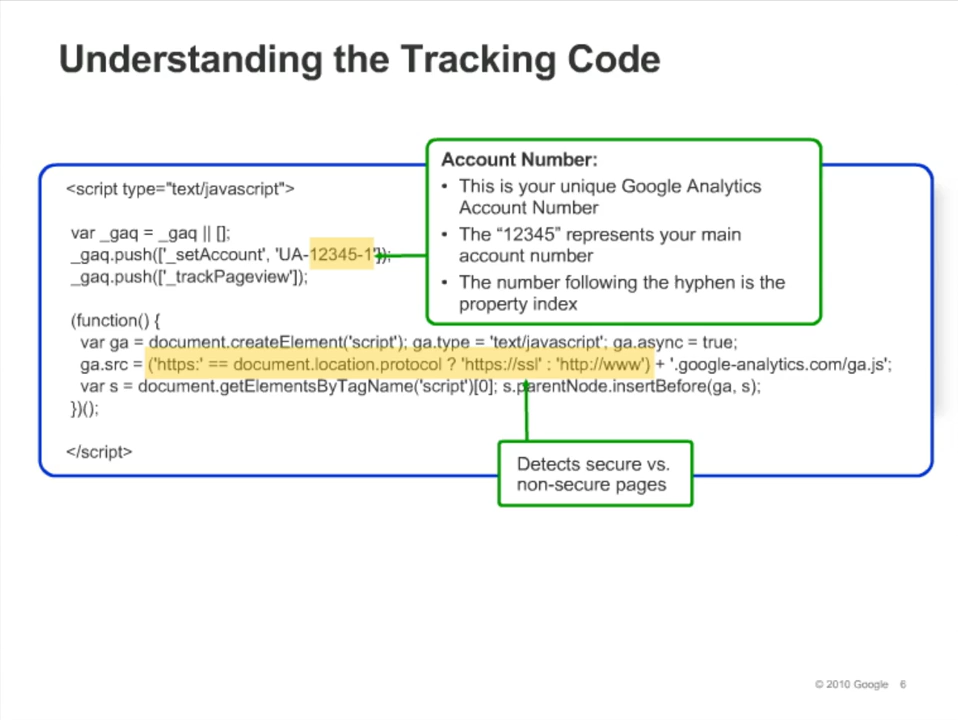 Understanding the Tracking Code
<script type="text/javascript">
var _gaq = _gaq || [];
_gaq.push(['_setAccount', 'UA-12345-1']);
_gaq.push(['_trackPageview']);
(function() {
var ga = document.createElement('script'); ga.type = 'text/javascript'; ga.async = true;
ga.src = ('https:' == document.location.protocol ? 'https://ssl' : 'http://www') + '.google-analytics.com/ga.js';
var s = document.getElementsByTagName('script')[0]; s.parentNode.insertBefore(ga, s);
})();
</script>
Account Number:
• This is your unique Google Analytics
Account Number
• The “12345” represents your main
account number
• The number following the hyphen is the
property index
Detects secure vs.
non-secure pages
© 2010 Google 6